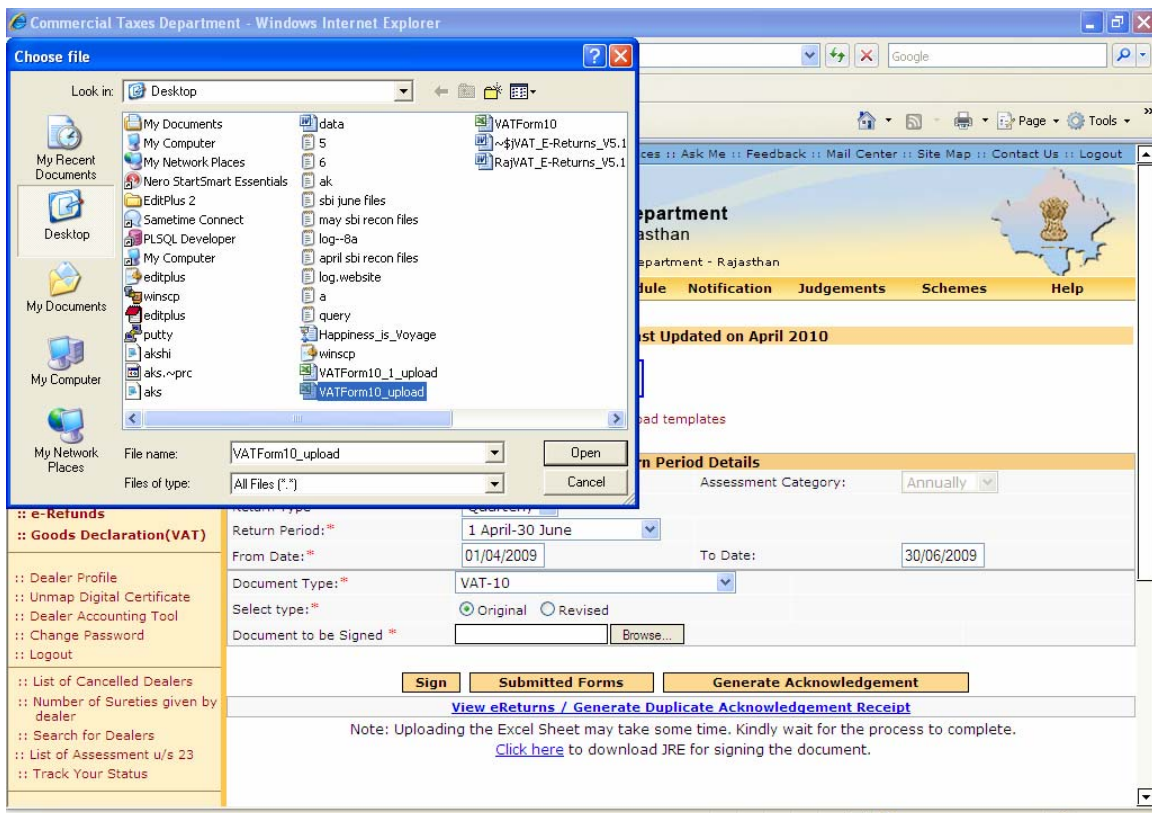 Commercial Taxes Department - Windows Internet Explorer
Choose file
Look in: Desktop
My Recent Documents
Desktop
My Documents
My Computer
My Network Places
My Documents
My Computer
My Network Places
Nero StartSmart Essentials
EditPlus 2
Sametime Connect
PLSQL Developer
My Computer
editplus
winscp
editplus
putty
akshi
aks.~prc
aks
data
5
6
ak
sbi june files
may sbi recon files
log--8a
april sbi recon files
log.website
a
query
Happiness_is_Voyage
winscp
VATForm10_1_upload
VATForm10_upload
VATForm10
~$jVAT_E-Returns_V5.1
RajVAT_E-Returns_V5.1
File name: VATForm10_upload Open
Files of type: All Files (*.*) Cancel
Google
Page Tools »
ces :: Ask Me :: Feedback :: Mail Center :: Site Map :: Contact Us :: Logout
epartment
asthan
epartment - Rajasthan
dule Notification Judgements Schemes Help
st Updated on April 2010
oad templates
rn Period Details
Assessment Category: Annually
Return Type Quarterly
Return Period:* 1 April-30 June
From Date:* 01/04/2009 To Date: 30/06/2009
Document Type:* VAT-10
Select type:* Original Revised
Document to be Signed * Browse...
Sign Submitted Forms Generate Acknowledgement
View eReturns / Generate Duplicate Acknowledgement Receipt
Note: Uploading the Excel Sheet may take some time. Kindly wait for the process to complete.
Click here to download JRE for signing the document.
:: e-Refunds
:: Goods Declaration(VAT)
:: Dealer Profile
:: Unmap Digital Certificate
:: Dealer Accounting Tool
:: Change Password
:: Logout
:: List of Cancelled Dealers
:: Number of Sureties given by
dealer
:: Search for Dealers
:: List of Assessment u/s 23
:: Track Your Status